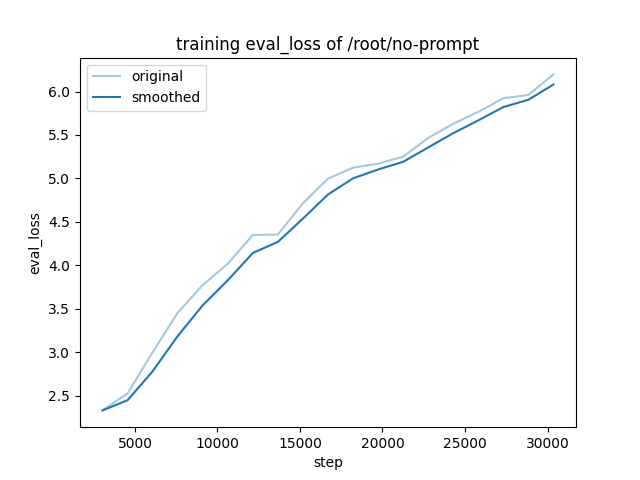 training eval_loss of /root/no-prompt
original
smoothed
6.0
5.5
5.0
4.5
4.0
3.5
3.0
2.5
eval_loss
5000 10000 15000 20000 25000 30000
step